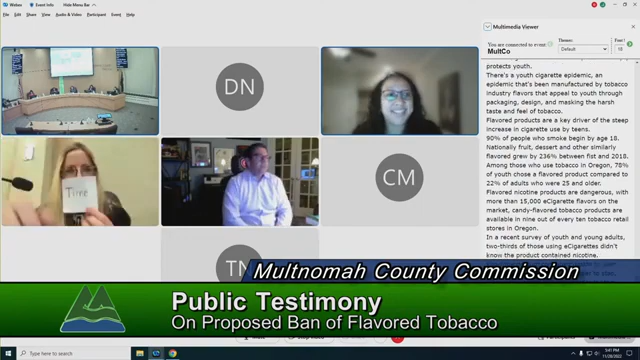 Webex
Event Info
Hide Menu Bar
File Edit Share View Audio & Video Participant Event Help
Multimedia Viewer
You are connected to event:
MultCo
Themes:
Default
Font
18
DN
CM
TN
Time
protects youth.
There's a youth cigarette epidemic, an
epidemic that's been manufactured by tobacco
industry flavors that appeal to youth through
packaging, design, and masking the harsh
taste and feel of tobacco.
Flavored products are a key driver of the steep
increase in cigarette use by teens.
90% of people who smoke begin by age 18.
Nationally fruit, dessert and other similarly
flavored grew by 236% between fist and 2018.
Among those who use tobacco in Oregon, 78%
of youth chose a flavored product compared to
22% of adults who were 25 and older.
Flavored nicotine products are dangerous,
with more than 15,000 eCigarette flavors on the
market, candy-flavored tobacco products are
available in nine out of every ten tobacco retail
stores in Oregon.
In a recent survey of youth and young adults,
two-thirds of those using eCigarettes didn't
know the product contained nicotine.
Multnomah County Commission
Public Testimony
On Proposed Ban of Flavored Tobacco
Type here to search
5:41 PM
11/28/2022